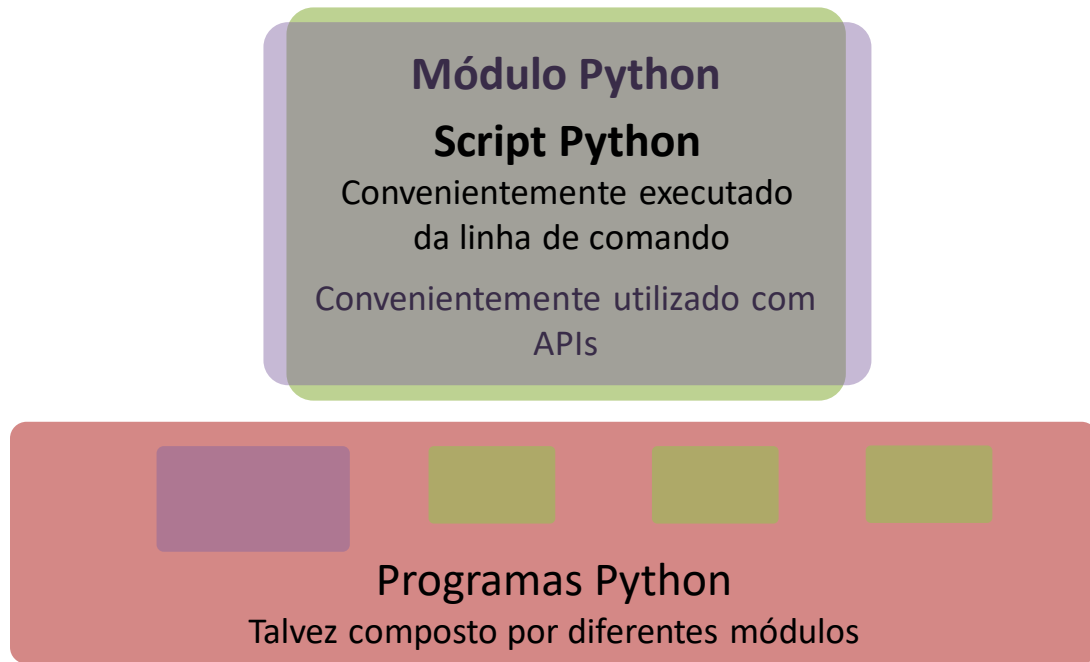 Módulo Python
Script Python
Convenientemente executado
da linha de comando
Convenientemente utilizado com
APIs
Programas Python
Talvez composto por diferentes módulos